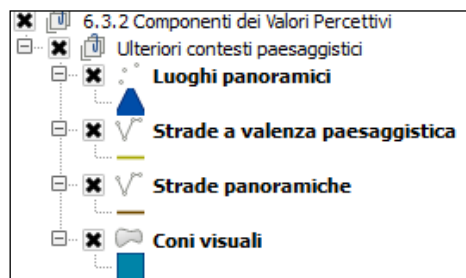 6.3.2 Componenti dei Valori Percettivi
Ulteriori contesti paesaggistici
Luoghi panoramici
Strade a valenza paesaggistica
Strade panoramiche
Coni visuali